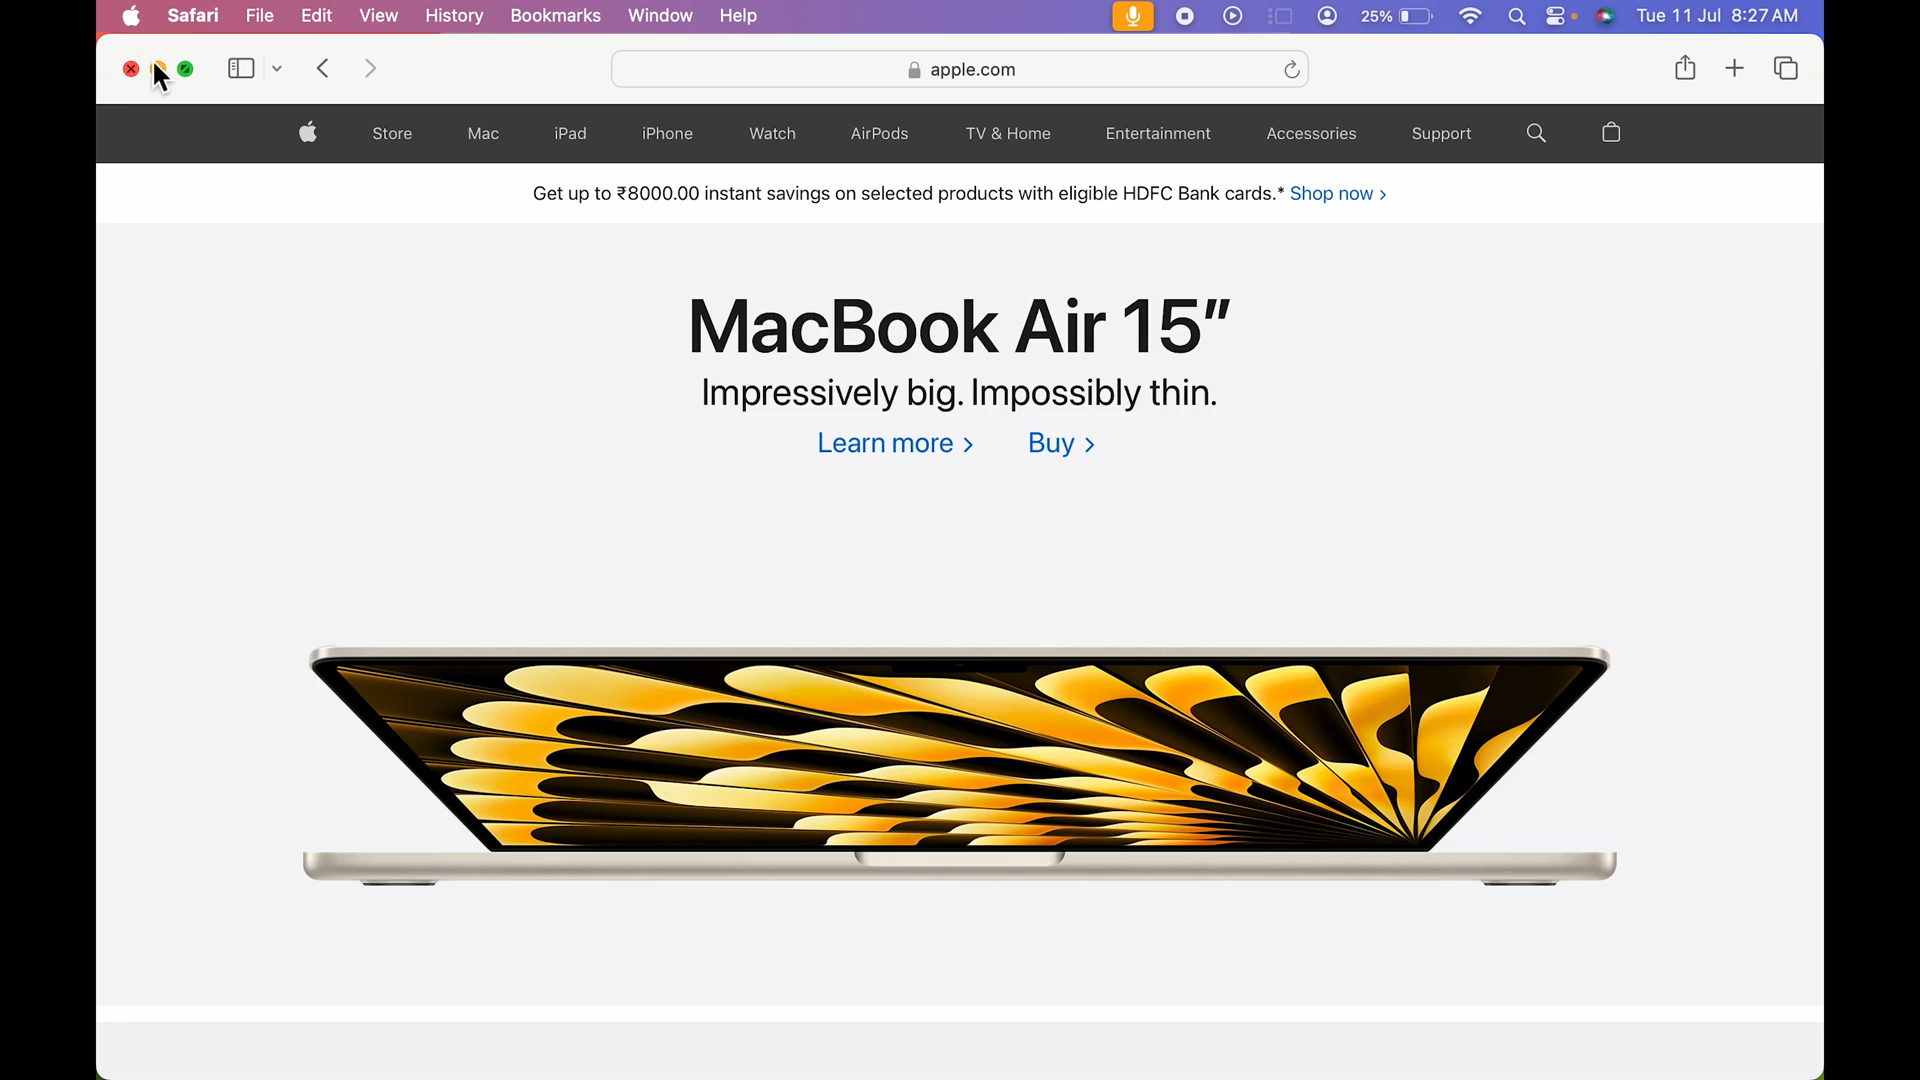 Safari File Edit View History Bookmarks Window Help 25% Tue 11 Jul 8:27 AM
apple.com
Store Mac iPad iPhone Watch AirPods TV & Home Entertainment Accessories Support
Get up to ₹8000.00 instant savings on selected products with eligible HDFC Bank cards.* Shop now >
MacBook Air 15″
Impressively big. Impossibly thin.
Learn more > Buy >